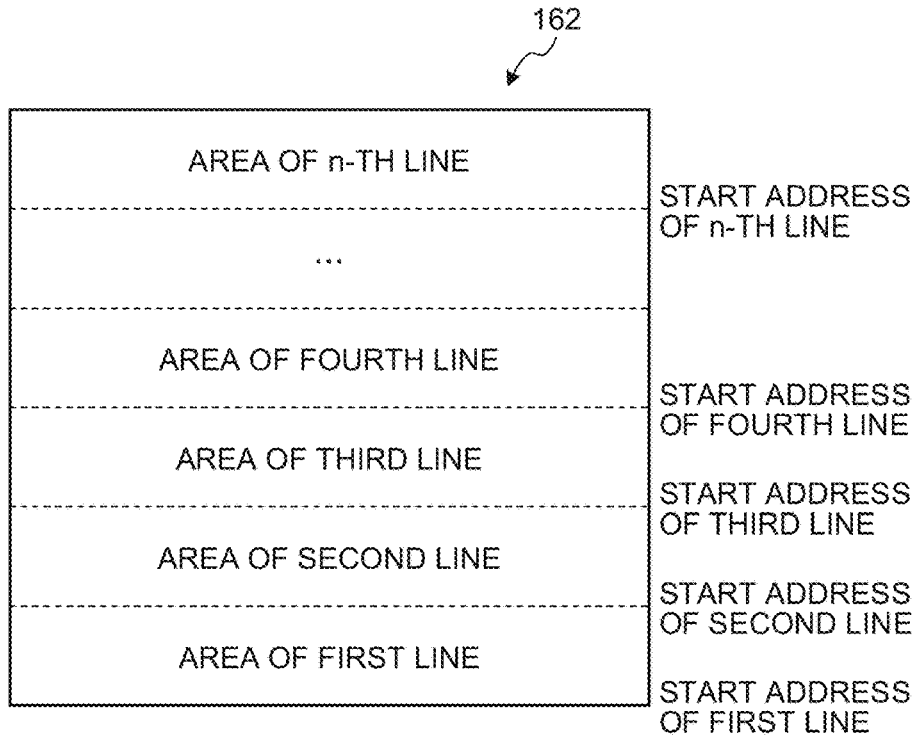 162
AREA OF n-TH LINE
START ADDRESS
OF n-TH LINE
...
AREA OF FOURTH LINE
START ADDRESS
OF FOURTH LINE
AREA OF THIRD LINE
START ADDRESS
OF THIRD LINE
AREA OF SECOND LINE
START ADDRESS
OF SECOND LINE
AREA OF FIRST LINE
START ADDRESS
OF FIRST LINE